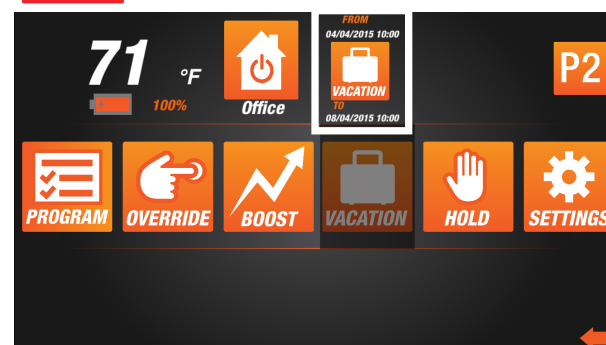 71 °F
100%
Office
FROM
04/04/2015 10:00
VACATION
TO
08/04/2015 10:00
P2
PROGRAM
OVERRIDE
BOOST
VACATION
HOLD
SETTINGS